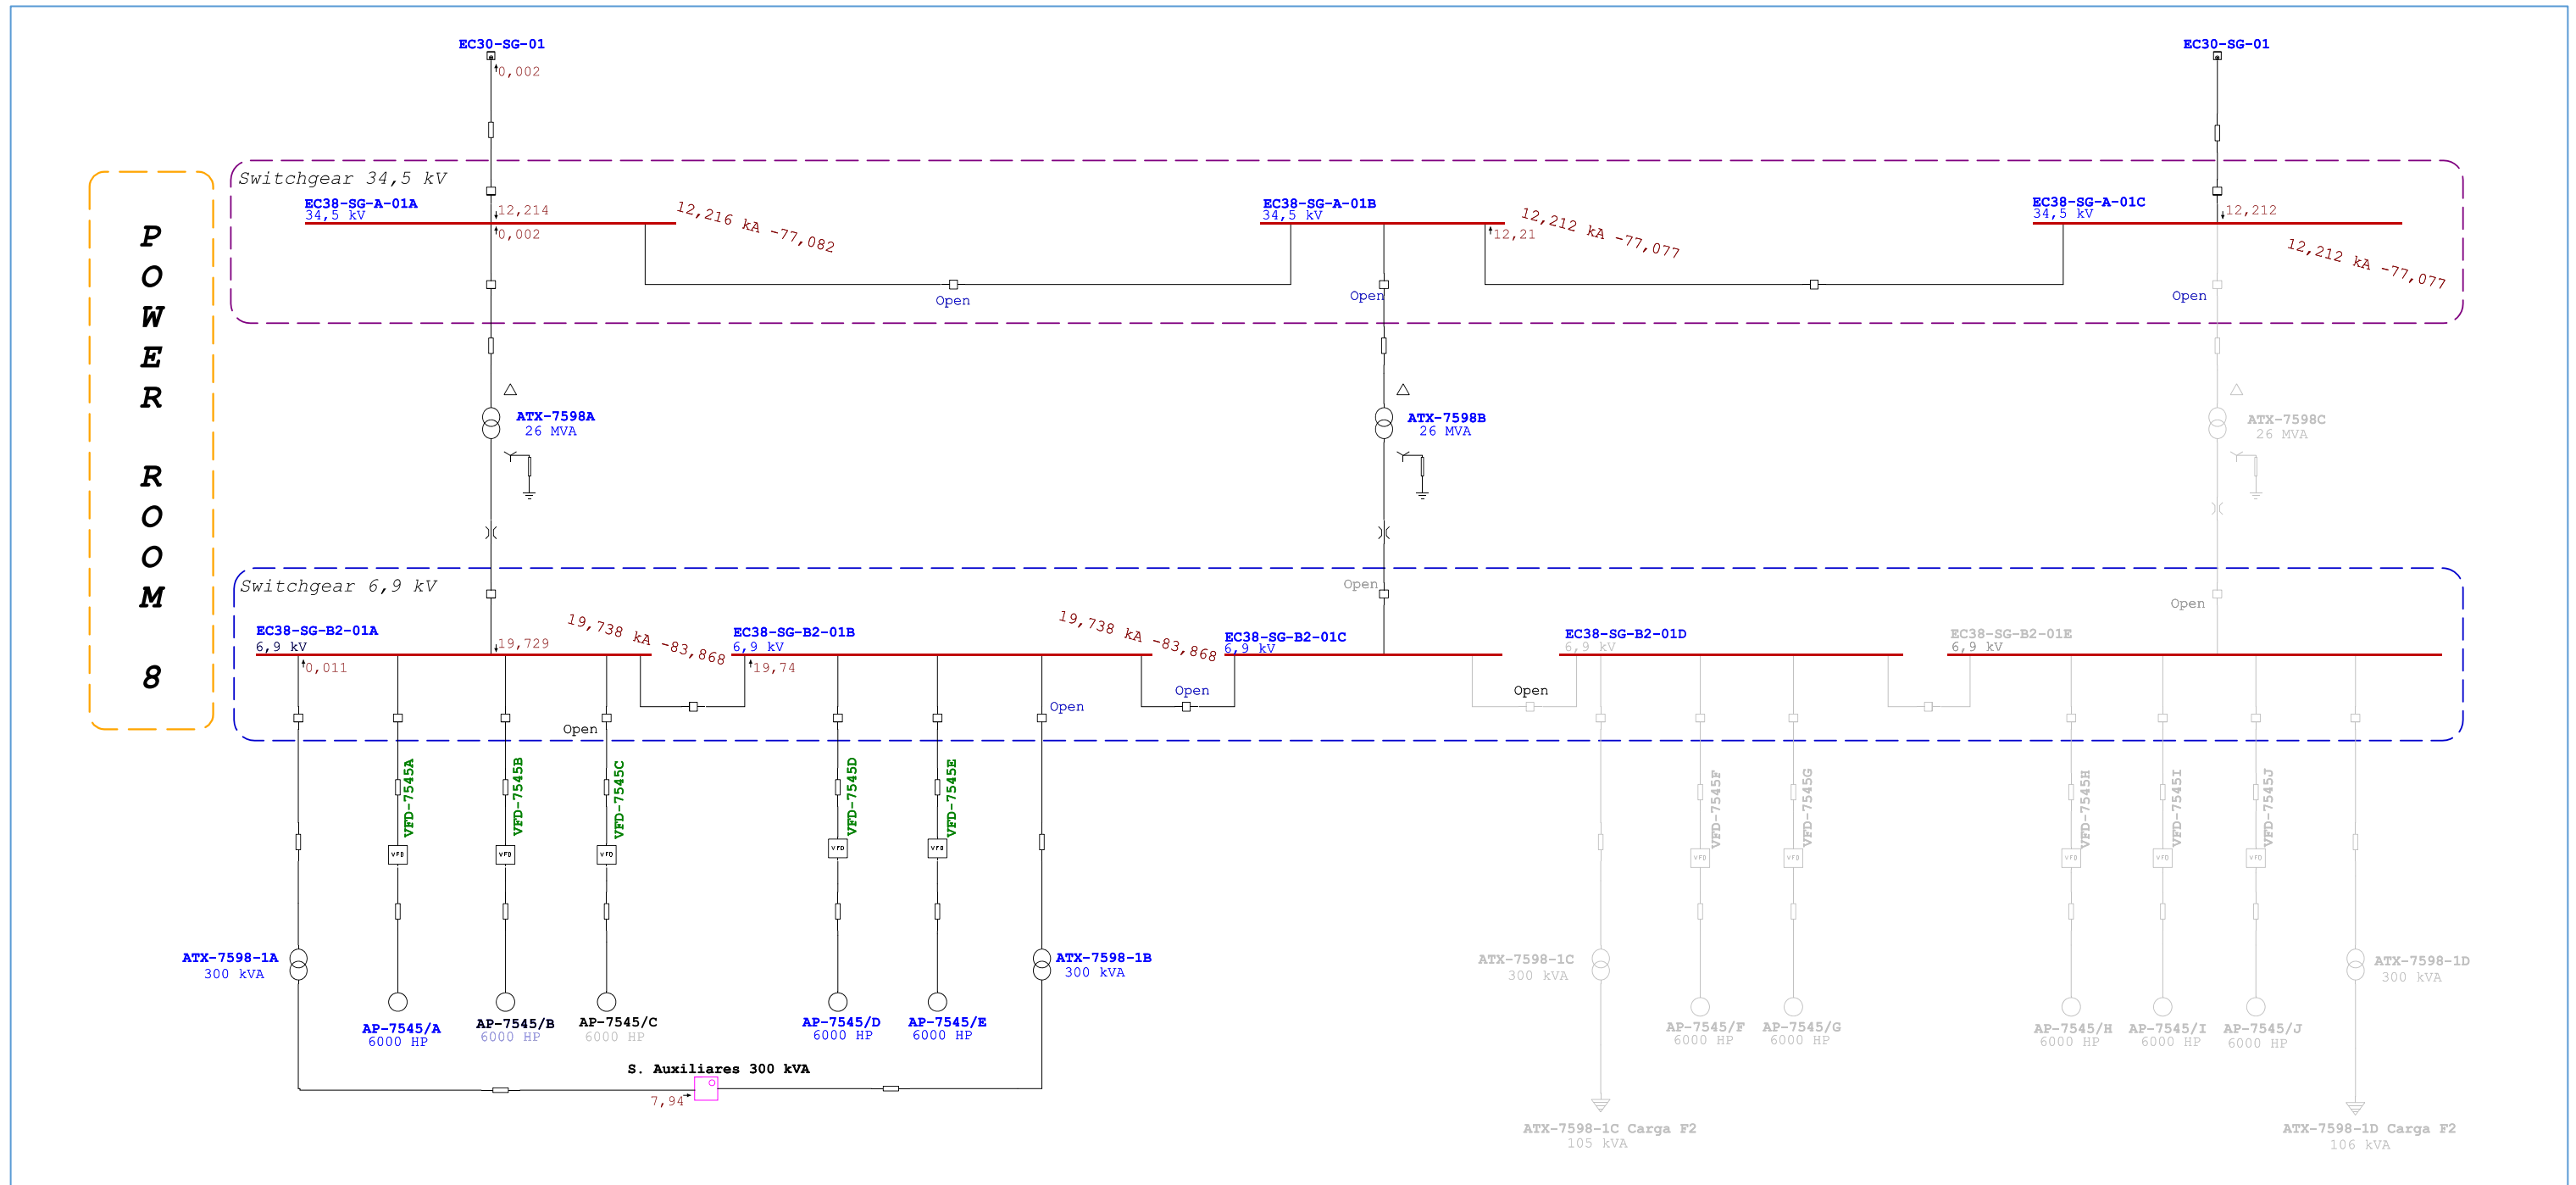 EC30-SG-01
EC30-SG-01
0,002
Switchgear 34,5 kV
EC38-SG-A-01A
34,5 kV
12,214
0,002
12,216 kA -77,082
EC38-SG-A-01B
34,5 kV
12,21
12,212 kA -77,077
EC38-SG-A-01C
34,5 kV
12,212
12,212 kA -77,077
Open
Open
Open
POWER ROOM 8
ATX-7598A
26 MVA
ATX-7598B
26 MVA
ATX-7598C
26 MVA
Switchgear 6,9 kV
Open
Open
EC38-SG-B2-01A
6,9 kV
19,729
0,011
19,738 kA -83,868
EC38-SG-B2-01B
6,9 kV
19,74
19,738 kA -83,868
EC38-SG-B2-01C
6,9 kV
EC38-SG-B2-01D
6,9 kV
EC38-SG-B2-01E
6,9 kV
Open
Open
Open
Open
VFD-7545A
VFD-7545B
VFD-7545C
VFD-7545D
VFD-7545E
VFD-7545F
VFD-7545G
VFD-7545H
VFD-7545I
VFD-7545J
VFD
VFD
VFD
VFD
VFD
VFD
VFD
VFD
VFD
VFD
ATX-7598-1A
300 kVA
ATX-7598-1B
300 kVA
ATX-7598-1C
300 kVA
ATX-7598-1D
300 kVA
AP-7545/A
6000 HP
AP-7545/B
6000 HP
AP-7545/C
6000 HP
AP-7545/D
6000 HP
AP-7545/E
6000 HP
AP-7545/F
6000 HP
AP-7545/G
6000 HP
AP-7545/H
6000 HP
AP-7545/I
6000 HP
AP-7545/J
6000 HP
S. Auxiliares 300 kVA
7,94
ATX-7598-1C Carga F2
105 kVA
ATX-7598-1D Carga F2
106 kVA